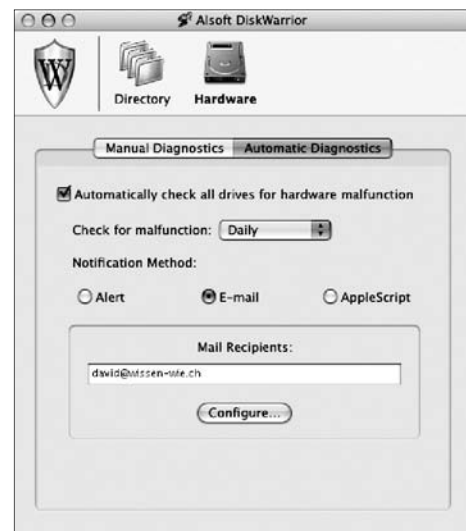 Alsoft DiskWarrior
W
Directory Hardware
Manual Diagnostics Automatic Diagnostics
Automatically check all drives for hardware malfunction
Check for malfunction: Daily
Notification Method:
Alert E-mail AppleScript
Mail Recipients:
david@wissen-wie.ch
Configure...